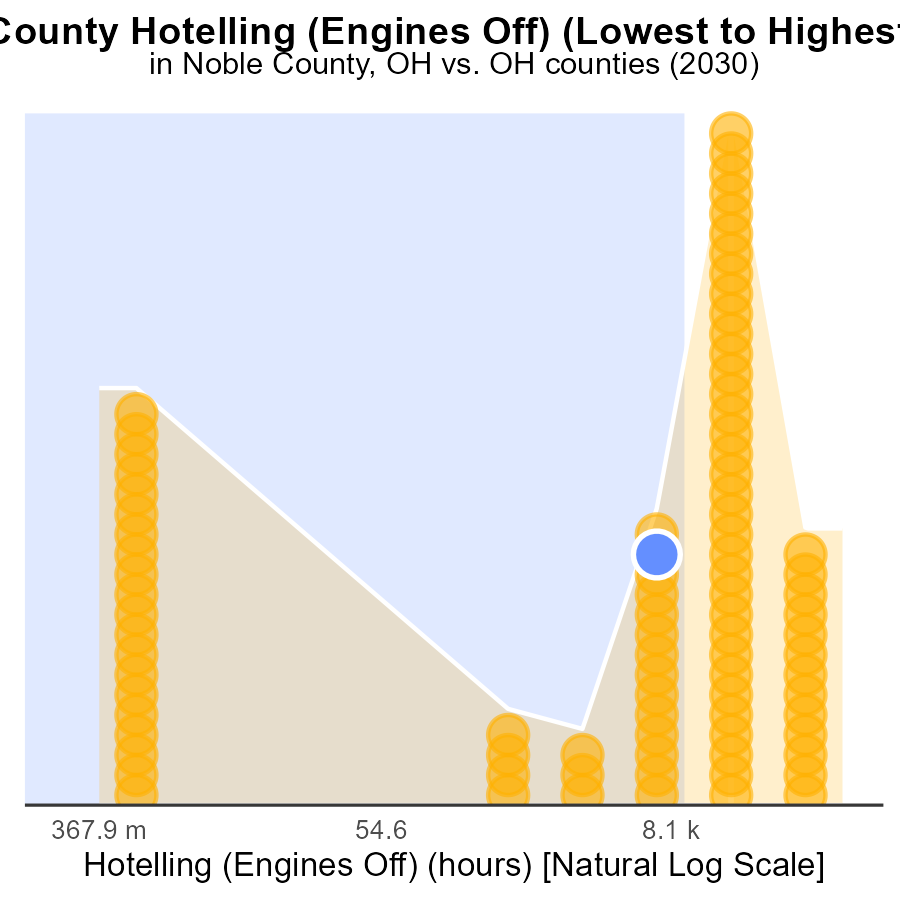 County Hotelling (Engines Off) (Lowest to Highest
in Noble County, OH vs. OH counties (2030)
367.9 m
54.6
8.1 k
Hotelling (Engines Off) (hours) [Natural Log Scale]